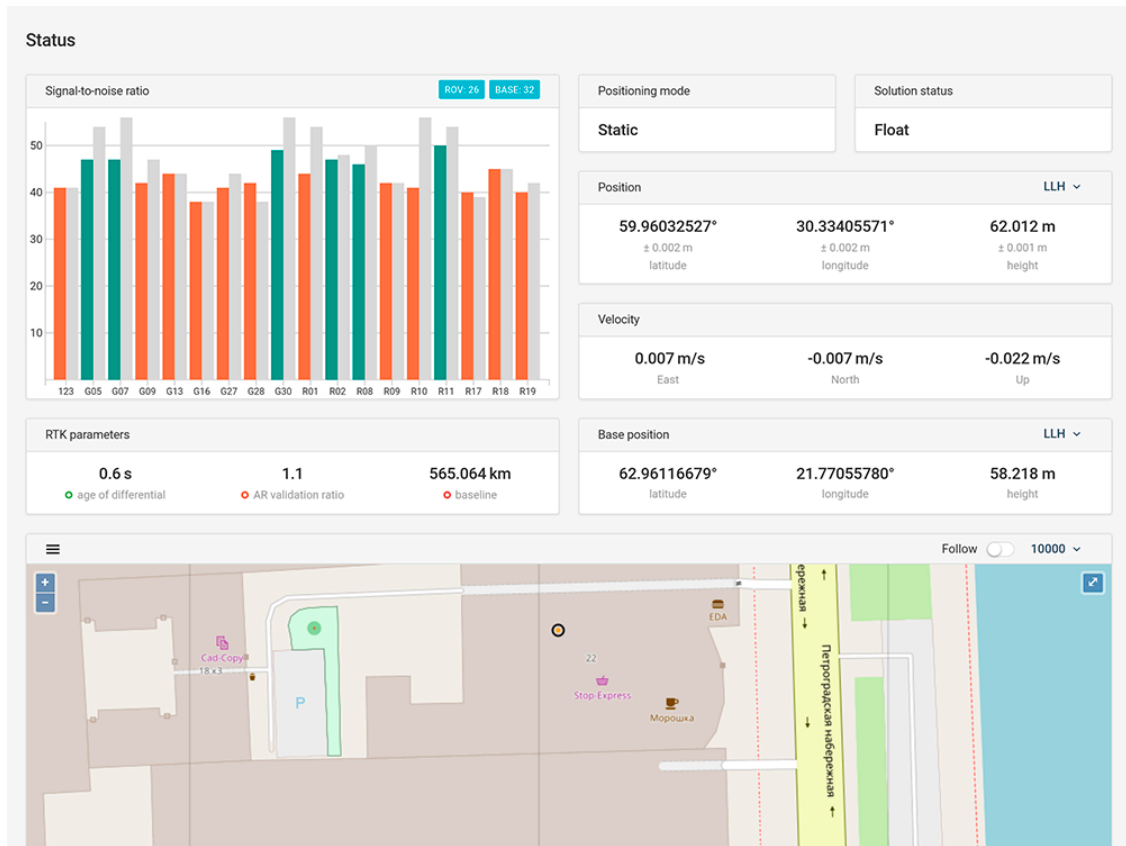 Status
Signal-to-noise ratio
ROV: 26 BASE: 32
50
40
30
20
10
123 G05 G07 G09 G13 G16 G27 G28 G30 R01 R02 R08 R09 R10 R11 R17 R18 R19
Positioning mode
Static
Solution status
Float
Position
LLH
59.96032527° 30.33405571° 62.012 m
± 0.002 m ± 0.002 m ± 0.001 m
latitude longitude height
Velocity
0.007 m/s -0.007 m/s -0.022 m/s
East North Up
RTK parameters
0.6 s 1.1 565.064 km
age of differential AR validation ratio baseline
Base position
LLH
62.96116679° 21.77055780° 58.218 m
latitude longitude height
Follow 10000
+
-
Cad-Copy
18 к3
P
22
EDA
Stop-Express
Морошка
ережная
Петроградская набережная